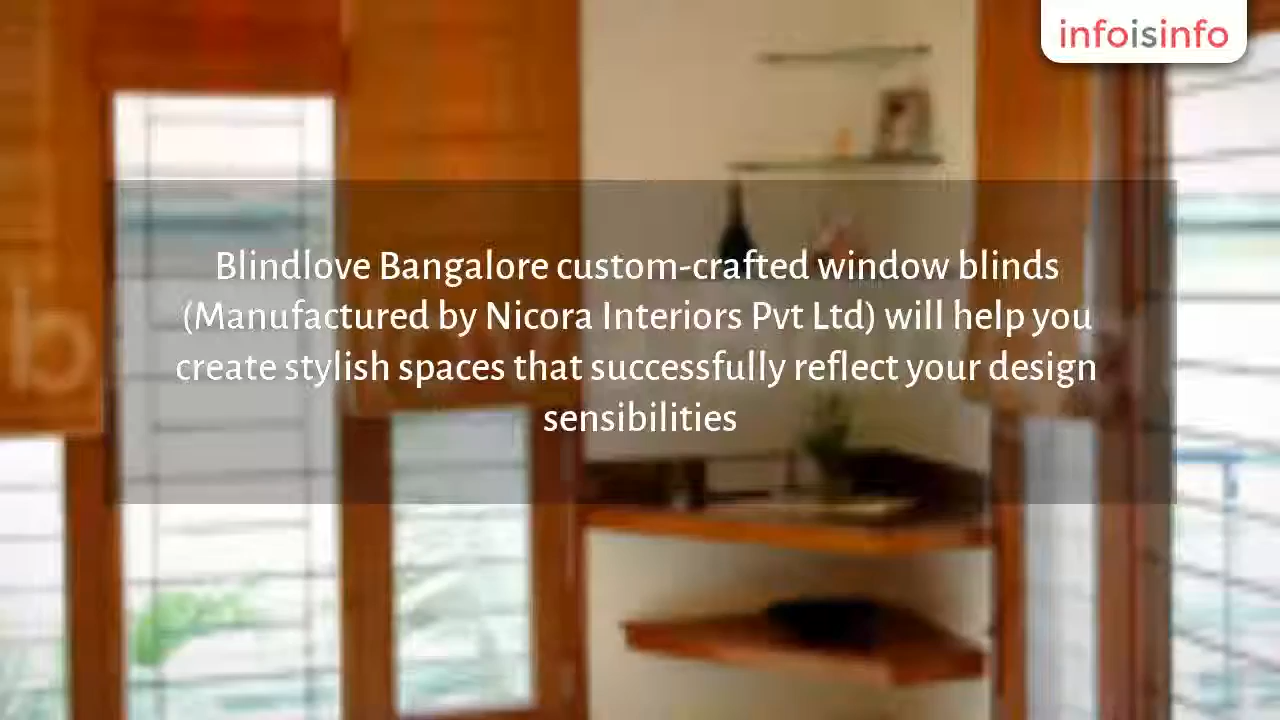 infoisinfo
Blindlove Bangalore custom-crafted window blinds
(Manufactured by Nicora Interiors Pvt Ltd) will help you
create stylish spaces that successfully reflect your design
sensibilities